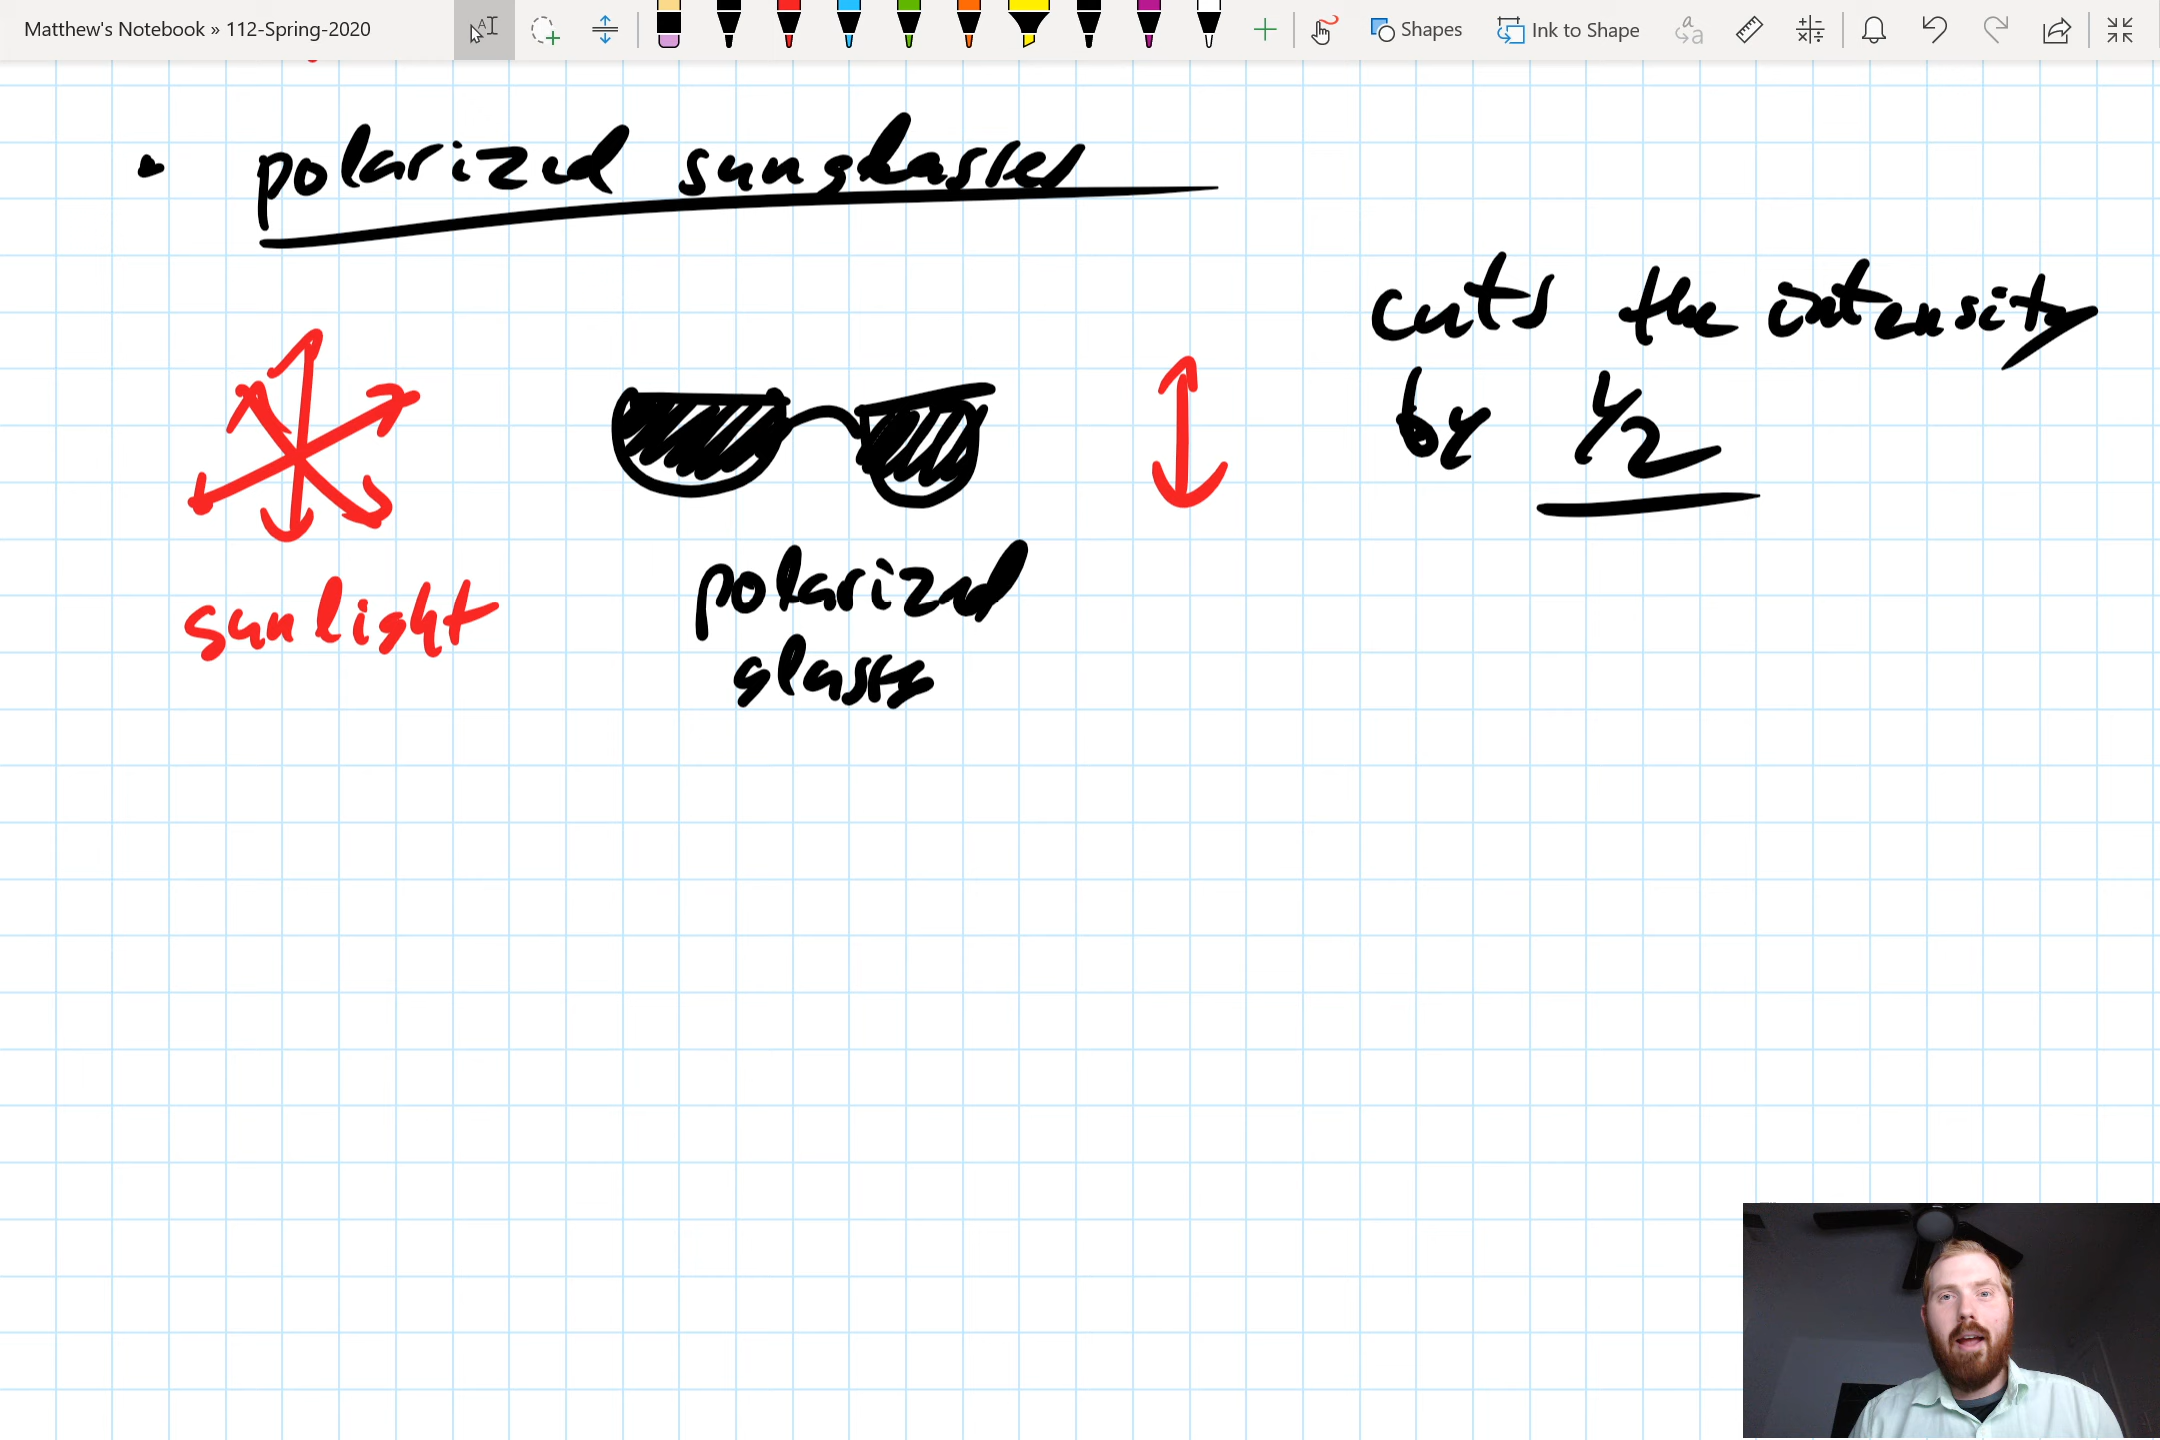 Matthew's Notebook » 112-Spring-2020
Shapes
Ink to Shape
• polarized sunglasses
cuts the intensity
by 1/2
sunlight
polarized
glasses